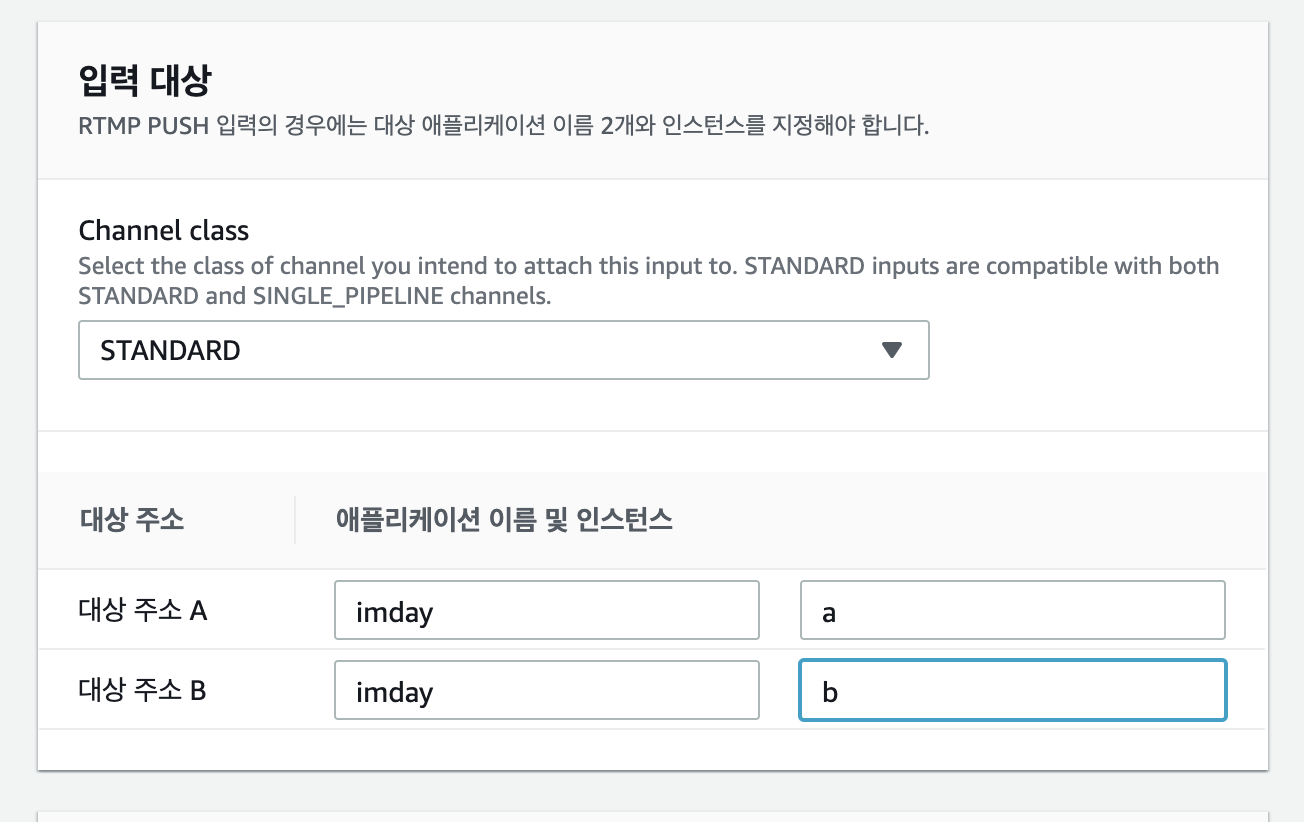 입력 대상
RTMP PUSH 입력의 경우에는 대상 애플리케이션 이름 2개와 인스턴스를 지정해야 합니다.
Channel class
Select the class of channel you intend to attach this input to. STANDARD inputs are compatible with both
STANDARD and SINGLE_PIPELINE channels.
STANDARD
대상 주소 애플리케이션 이름 및 인스턴스
대상 주소 A imday a
대상 주소 B imday b